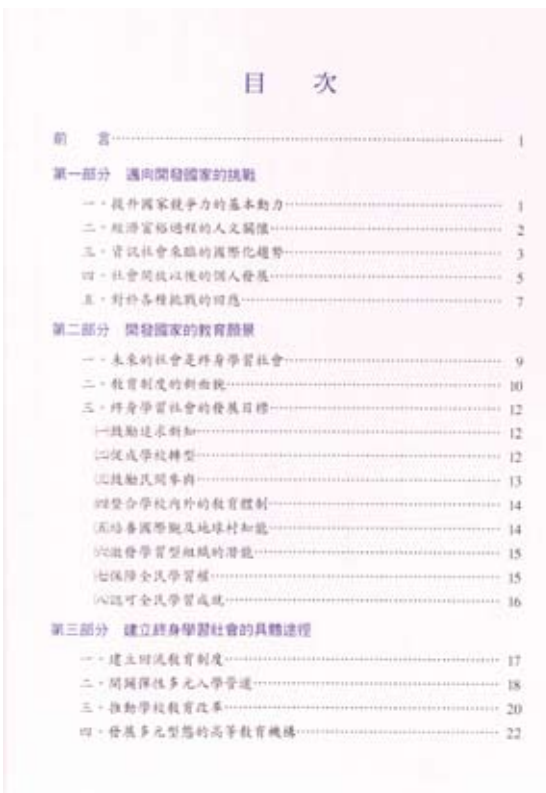 目　次
前　言…… 1
第一部分　邁向開發國家的挑戰
一、提升國家競爭力的基本動力…… 1
二、經濟富裕過程的人文關懷…… 2
三、資訊社會來臨的國際化趨勢…… 3
四、社會開放以後的個人發展…… 5
五、對於各種挑戰的回應…… 7
第二部分　開發國家的教育願景
一、未來的社會是終身學習社會…… 9
二、教育制度的新面貌…… 10
三、終身學習社會的發展目標…… 12
㈠鼓勵追求新知…… 12
㈡促成學校轉型…… 12
㈢鼓勵民間參與…… 13
㈣整合學校內外的教育體制…… 14
㈤培養國際觀及地球村知能…… 14
㈥激發學習型組織的潛能…… 15
㈦保障全民學習權…… 15
㈧認可全民學習成就…… 16
第三部分　建立終身學習社會的具體途徑
一、建立回流教育制度…… 17
二、開闢彈性多元入學管道…… 18
三、推動學校教育改革…… 20
四、發展多元型態的高等教育機構…… 22